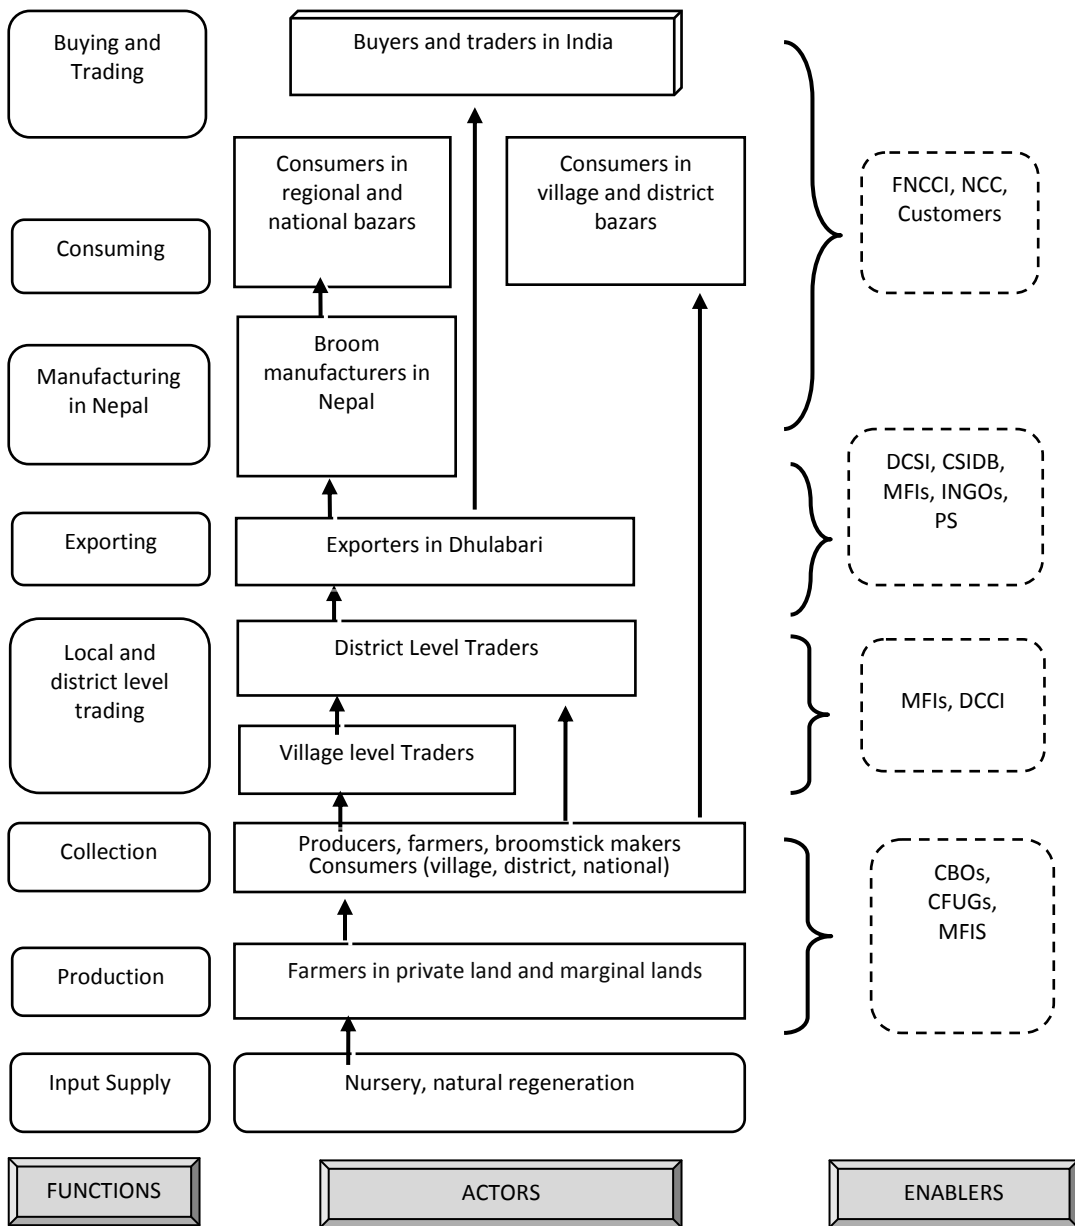 Buying and
Trading
Buyers and traders in India
Consumers in
regional and
national bazars
Consumers in
village and district
bazars
FNCCI, NCC,
Customers
Consuming
Broom
manufacturers in
Nepal
Manufacturing
in Nepal
DCSI, CSIDB,
MFIs, INGOs,
PS
Exporting
Exporters in Dhulabari
Local and
district level
trading
District Level Traders
MFIs, DCCI
Village level Traders
Collection
Producers, farmers, broomstick makers
Consumers (village, district, national)
CBOs,
CFUGs,
MFIS
Production
Farmers in private land and marginal lands
Input Supply
Nursery, natural regeneration
FUNCTIONS
ACTORS
ENABLERS